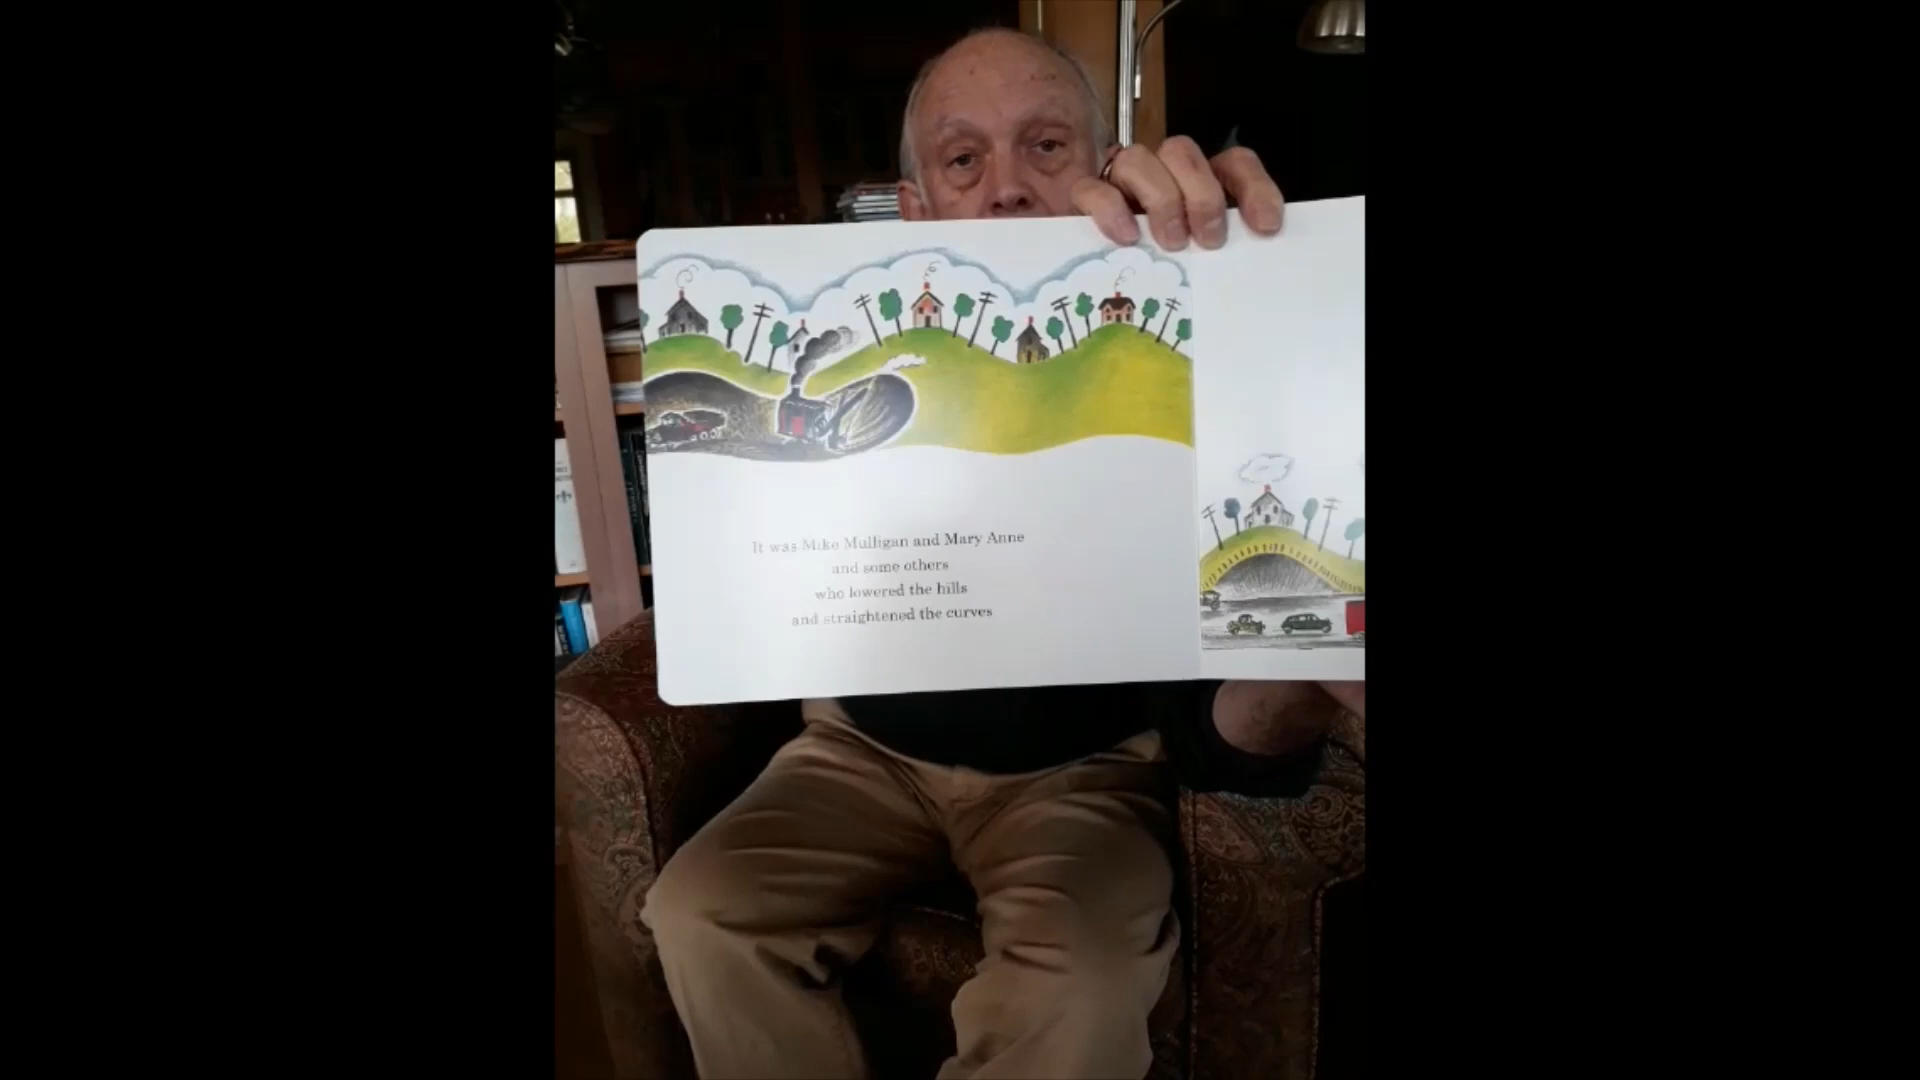 It was Mike Mulligan and Mary Anne
and some others
who lowered the hills
and straightened the curves